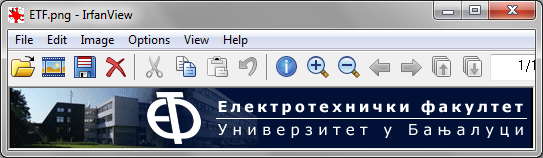 ETF.png - IrfanView
File Edit Image Options View Help
1/1
Електротехнички факултет
Универзитет у Бањалуци